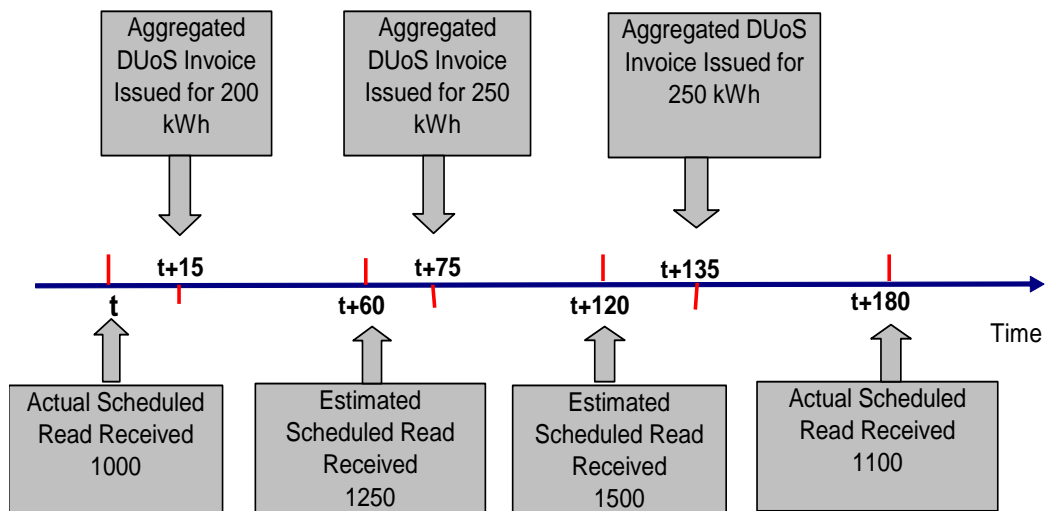 Aggregated
DUoS Invoice
Issued for 200
kWh
Aggregated
DUoS Invoice
Issued for 250
kWh
Aggregated DUoS
Invoice Issued for
250 kWh
t+15
t+75
t+135
t
t+60
t+120
t+180
Time
Actual Scheduled
Read Received
1000
Estimated
Scheduled Read
Received
1250
Estimated
Scheduled Read
Received
1500
Actual Scheduled
Read Received
1100